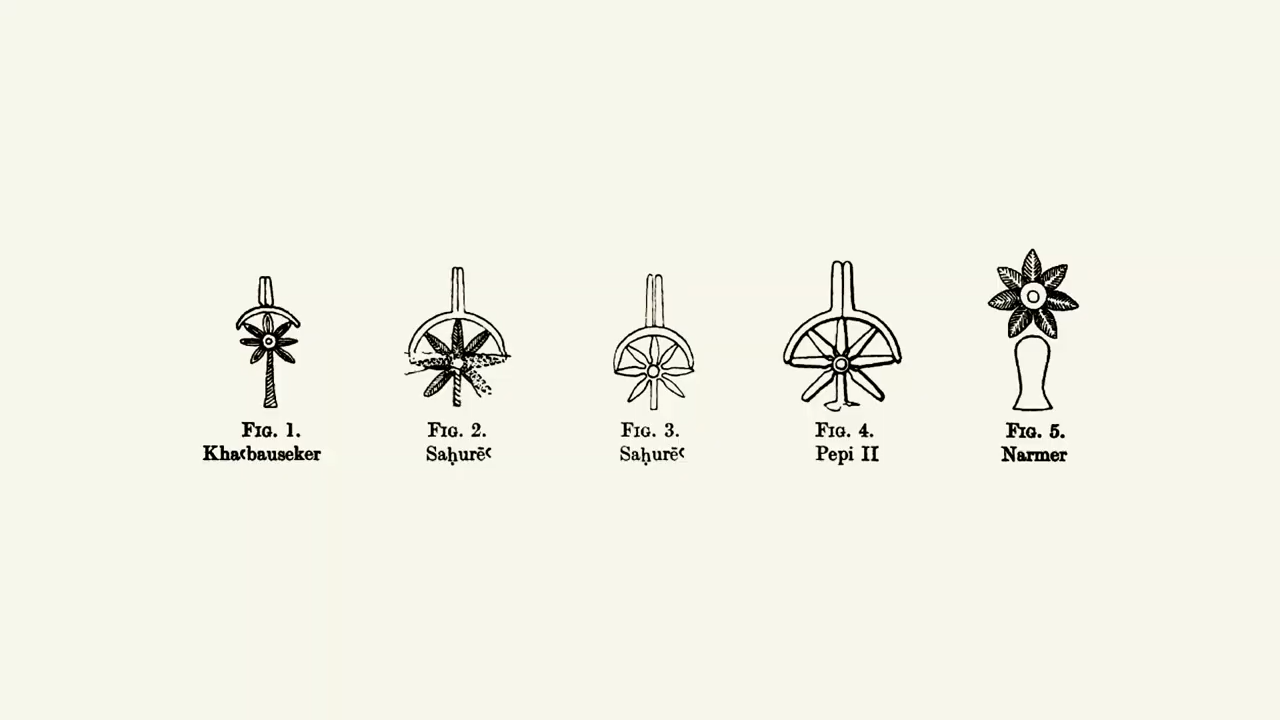 FIG. 1.
Khaʿbauseker
FIG. 2.
Saḥurēʿ
FIG. 3.
Saḥurēʿ
FIG. 4.
Pepi II
FIG. 5.
Narmer